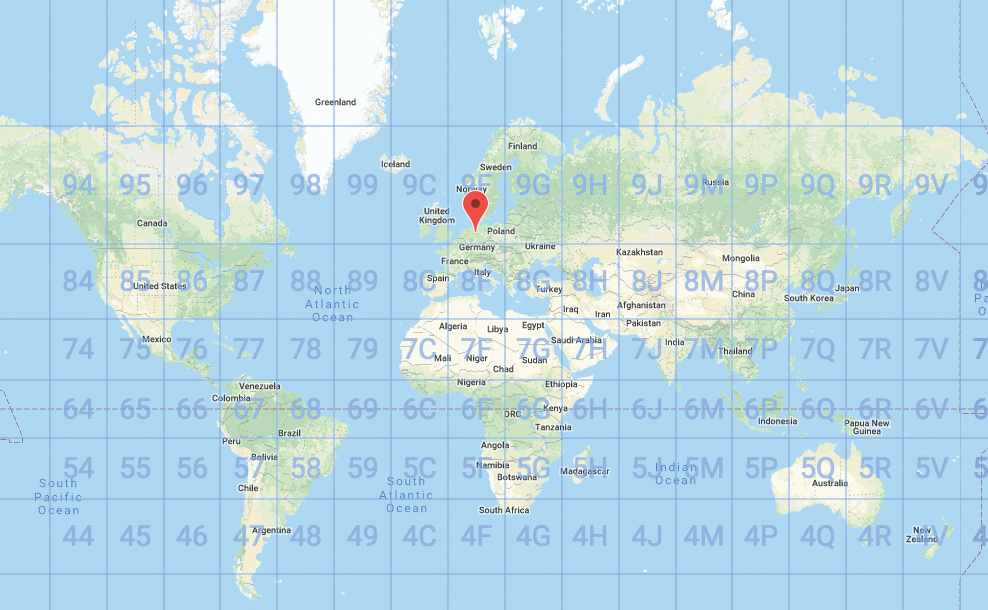 Greenland
Finland
Iceland
Sweden
94 95 96 97 98 99 9C 9F 9G 9H 9J 9M 9P 9Q 9R 9V 9
Norway
Russia
United
Kingdom
Canada
Poland
Germany
Ukraine
France
Kazakhstan
Mongolia
84 85 86 87 88 89 8C 8F 8G 8H 8J 8M 8P 8Q 8R 8V 8
United States
Spain
Italy
Turkey
Japan
China
South Korea
North
Atlantic
Ocean
Pa
O
Iraq
Iran
Afghanistan
Pakistan
Algeria
Libya
Egypt
Mexico
Saudi Arabia
India
Thailand
74 75 76 77 78 79 7C 7F 7G 7H 7J 7M 7P 7Q 7R 7V 7
Mali
Niger
Sudan
Chad
Nigeria
Ethiopia
Venezuela
Colombia
64 65 66 67 68 69 6C 6F 6G 6H 6J 6M 6P 6Q 6R 6V 6
DRC
Kenya
Tanzania
Indonesia
Papua New
Guinea
Peru
Brazil
Angola
Bolivia
54 55 56 57 58 59 5C 5F 5G 5H 5J 5M 5P 5Q 5R 5V 5
Namibia
Botswana
Madagascar
Indian
Ocean
Australia
Chile
South
Pacific
Ocean
South
Atlantic
Ocean
South Africa
44 45 46 47 48 49 4C 4F 4G 4H 4J 4M 4P 4Q 4R 4V 4
Argentina
New
Zealand